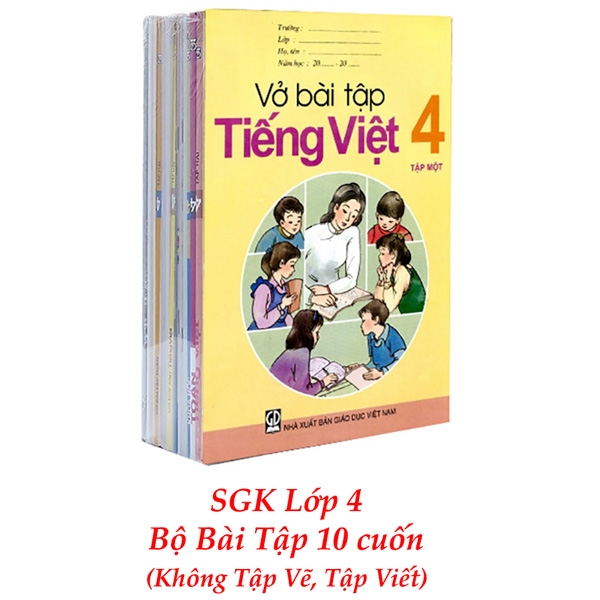 Trường :
Lớp :
Họ, tên :
Năm học : 20........ - 20......
Vở bài tập
Tiếng Việt 4
TẬP MỘT
GD
NHÀ XUẤT BẢN GIÁO DỤC VIỆT NAM
SGK Lớp 4
Bộ Bài Tập 10 cuốn
(Không Tập Vẽ, Tập Viết)